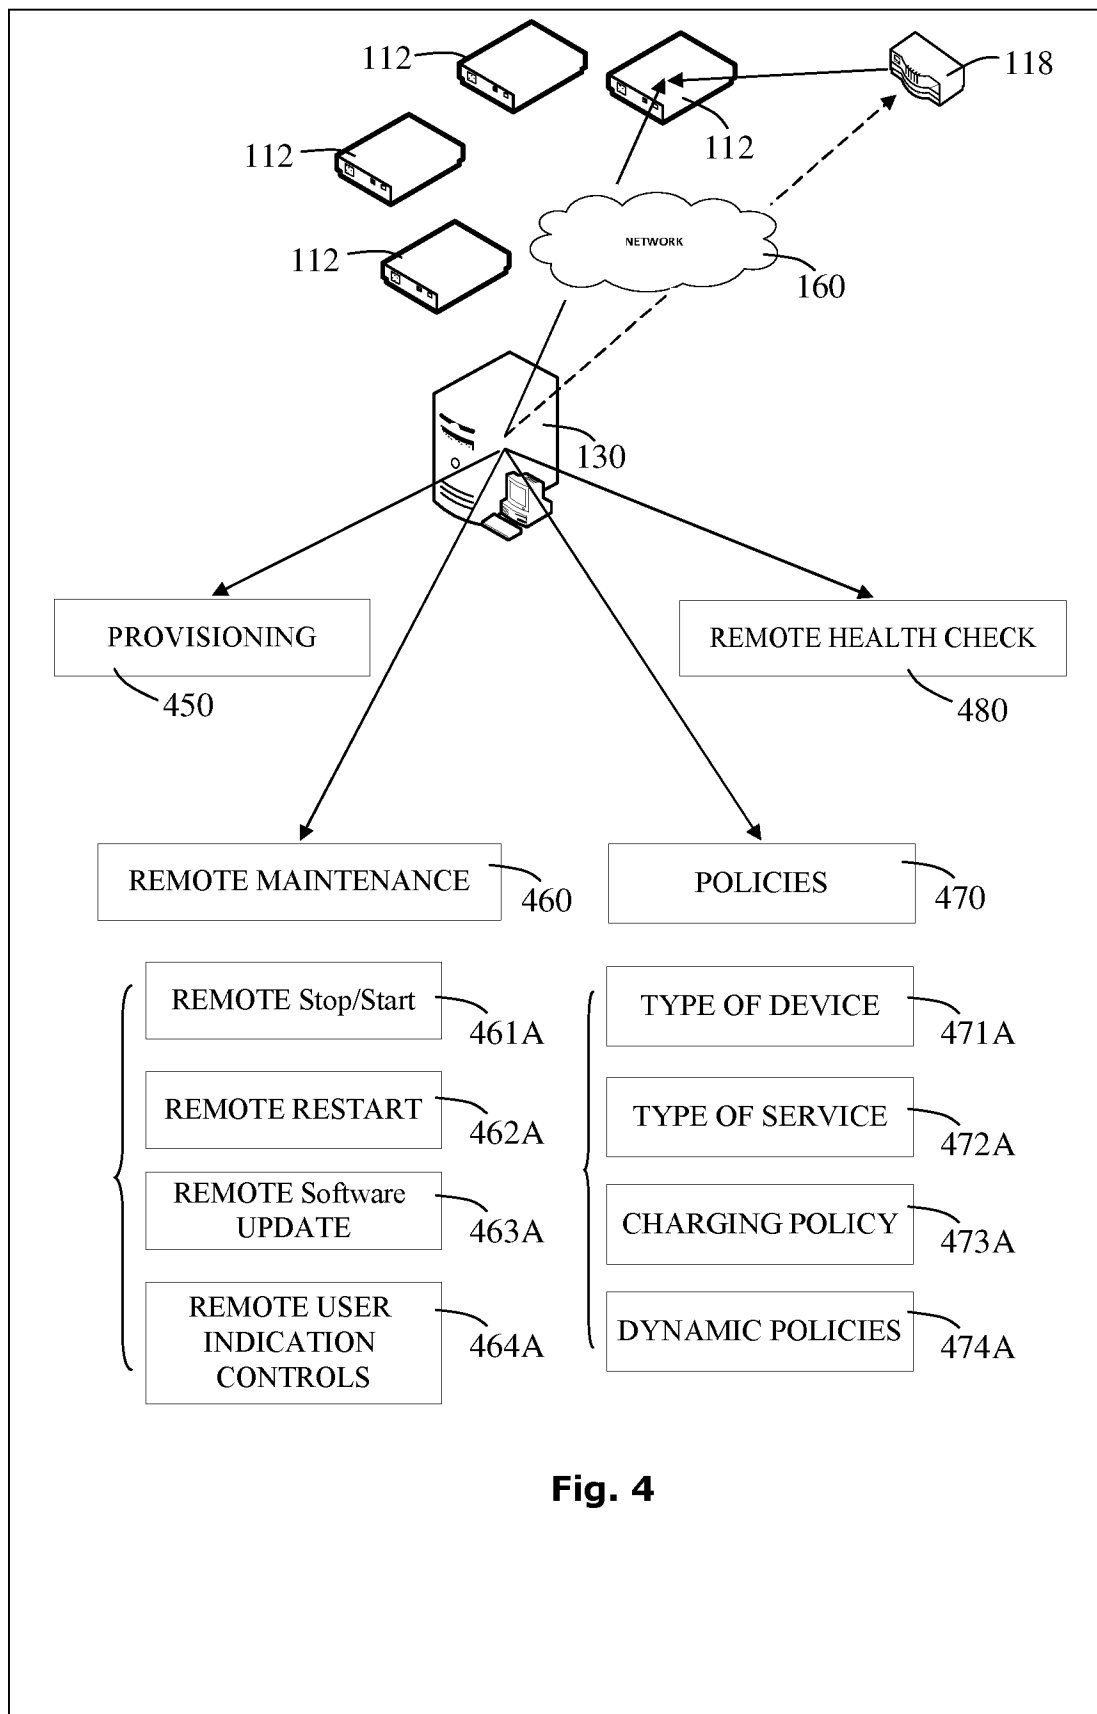 112
118
112
112
NETWORK
112
160
130
PROVISIONING
REMOTE HEALTH CHECK
450
480
REMOTE MAINTENANCE
460
POLICIES
470
REMOTE Stop/Start
461A
REMOTE RESTART
462A
REMOTE Software
UPDATE
463A
REMOTE USER
INDICATION
CONTROLS
464A
TYPE OF DEVICE
471A
TYPE OF SERVICE
472A
CHARGING POLICY
473A
DYNAMIC POLICIES
474A
Fig. 4